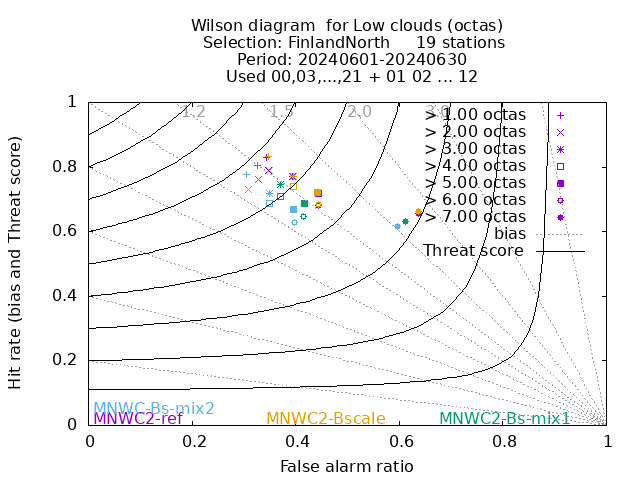 Wilson diagram  for Low clouds (octas)
Selection: FinlandNorth     19 stations
Period: 20240601-20240630
Used 00,03,...,21 + 01 02 ... 12
Hit rate (bias and Threat score)
1
0.8
0.6
0.4
0.2
0
1.2 1.5 2.0 3.0
> 1.00 octas
> 2.00 octas
> 3.00 octas
> 4.00 octas
> 5.00 octas
> 6.00 octas
> 7.00 octas
bias
Threat score
MNWC-Bs-mix2
MNWC2-ref MNWC2-Bscale MNWC2-Bs-mix1
0 0.2 0.4 0.6 0.8 1
False alarm ratio